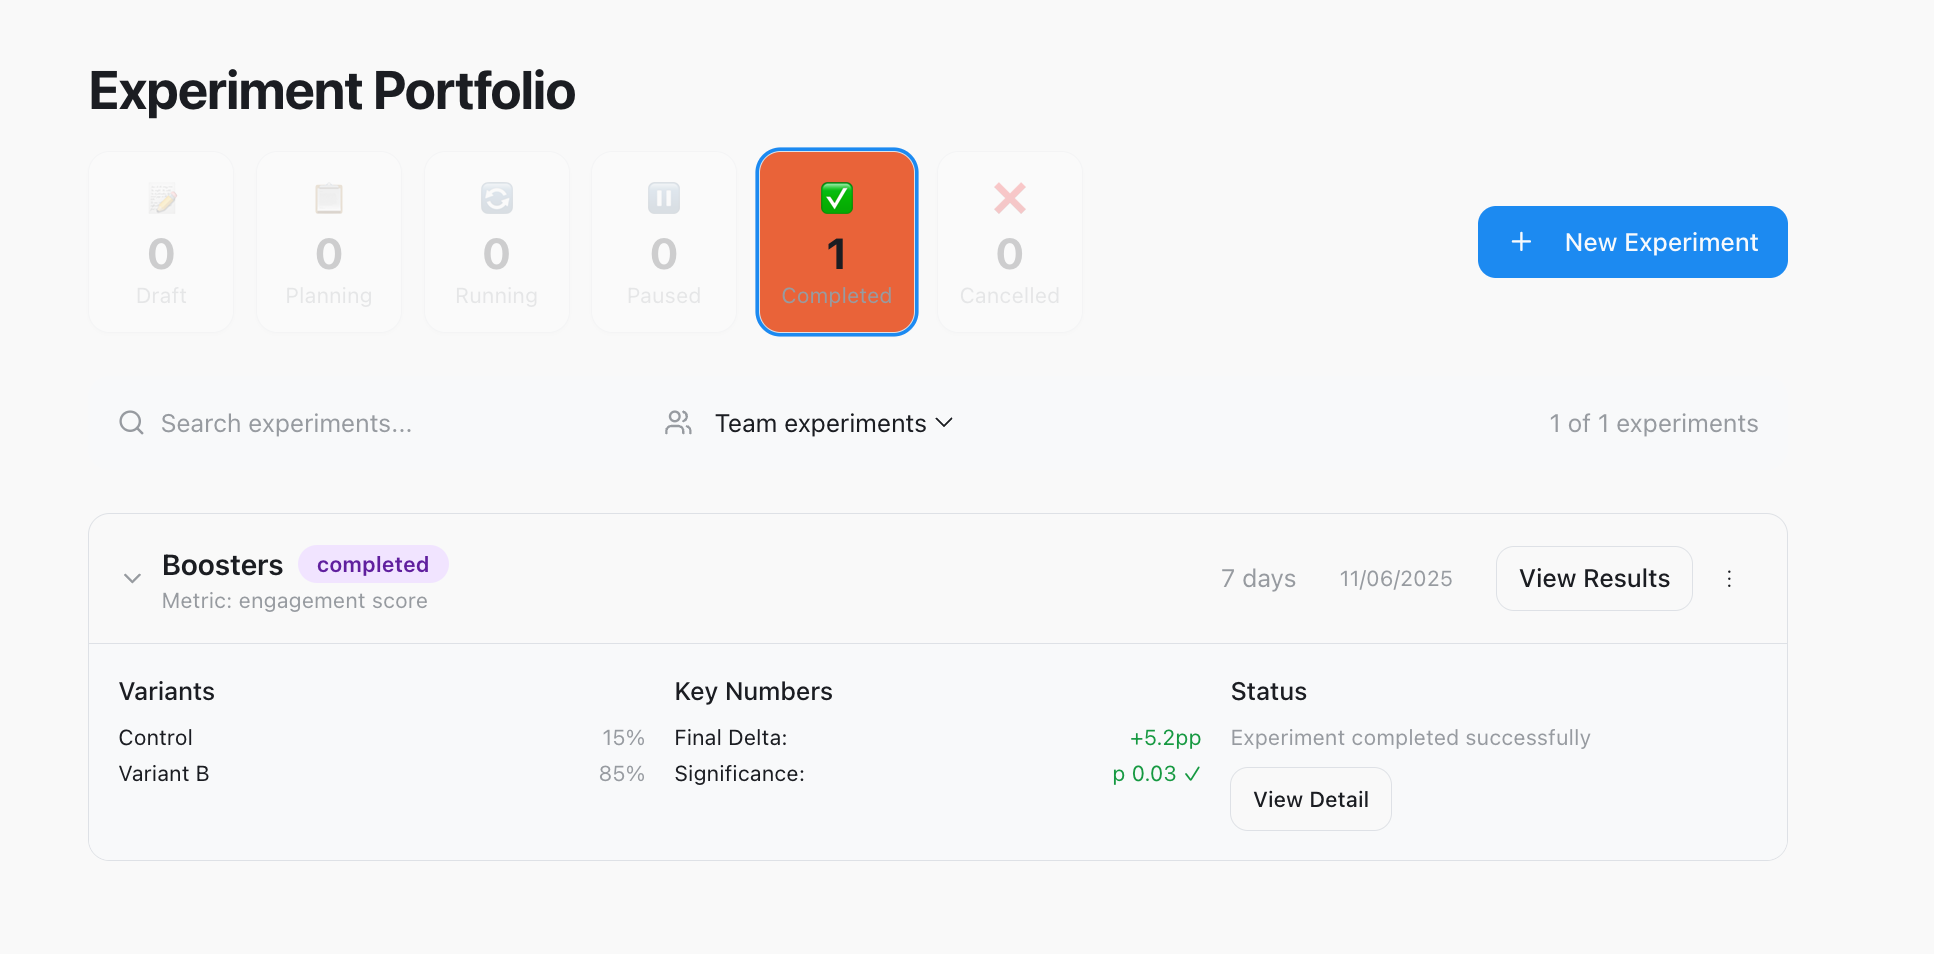 Experiment Portfolio
0
Draft
0
Planning
0
Running
0
Paused
1
Completed
0
Cancelled
+ New Experiment
Search experiments...
Team experiments
1 of 1 experiments
Boosters completed
Metric: engagement score
7 days
11/06/2025
View Results
Variants
Control 15%
Variant B 85%
Key Numbers
Final Delta: +5.2pp
Significance: p 0.03 ✓
Status
Experiment completed successfully
View Detail